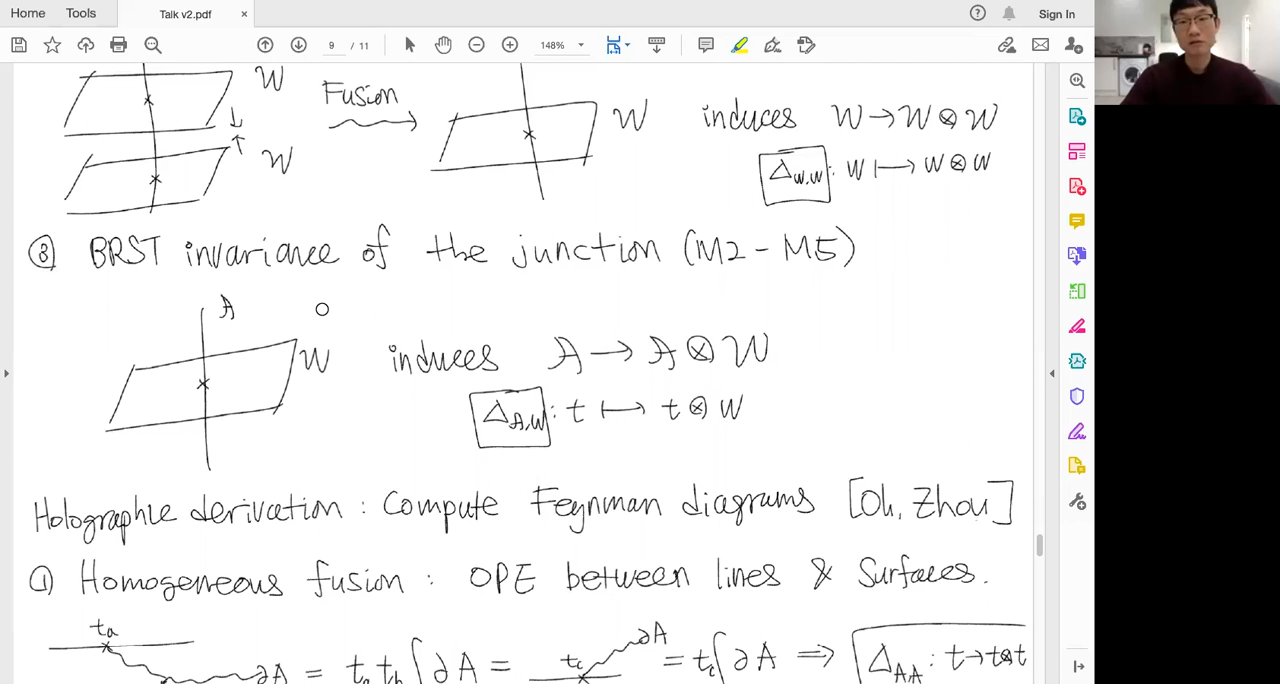 Home Tools Talk v2.pdf × Sign In
9 / 11 148%
W Fusion W induces W → W ⊗ W
W Δ_{W,W} : W ↦ W ⊗ W
③ BRST invariance of the junction (M2 - M5)
A
W induces A → A ⊗ W
Δ_{A,W} : t ↦ t ⊗ W
Holographic derivation : Compute Feynman diagrams [Oh, Zhou]
① Homogeneous fusion : OPE between lines & Surfaces.
t_a ∂A = t_a t_b ∫ ∂A = t_c ∂A = t_c ∫ ∂A ⟹ Δ_{AA} : t → t⊗t